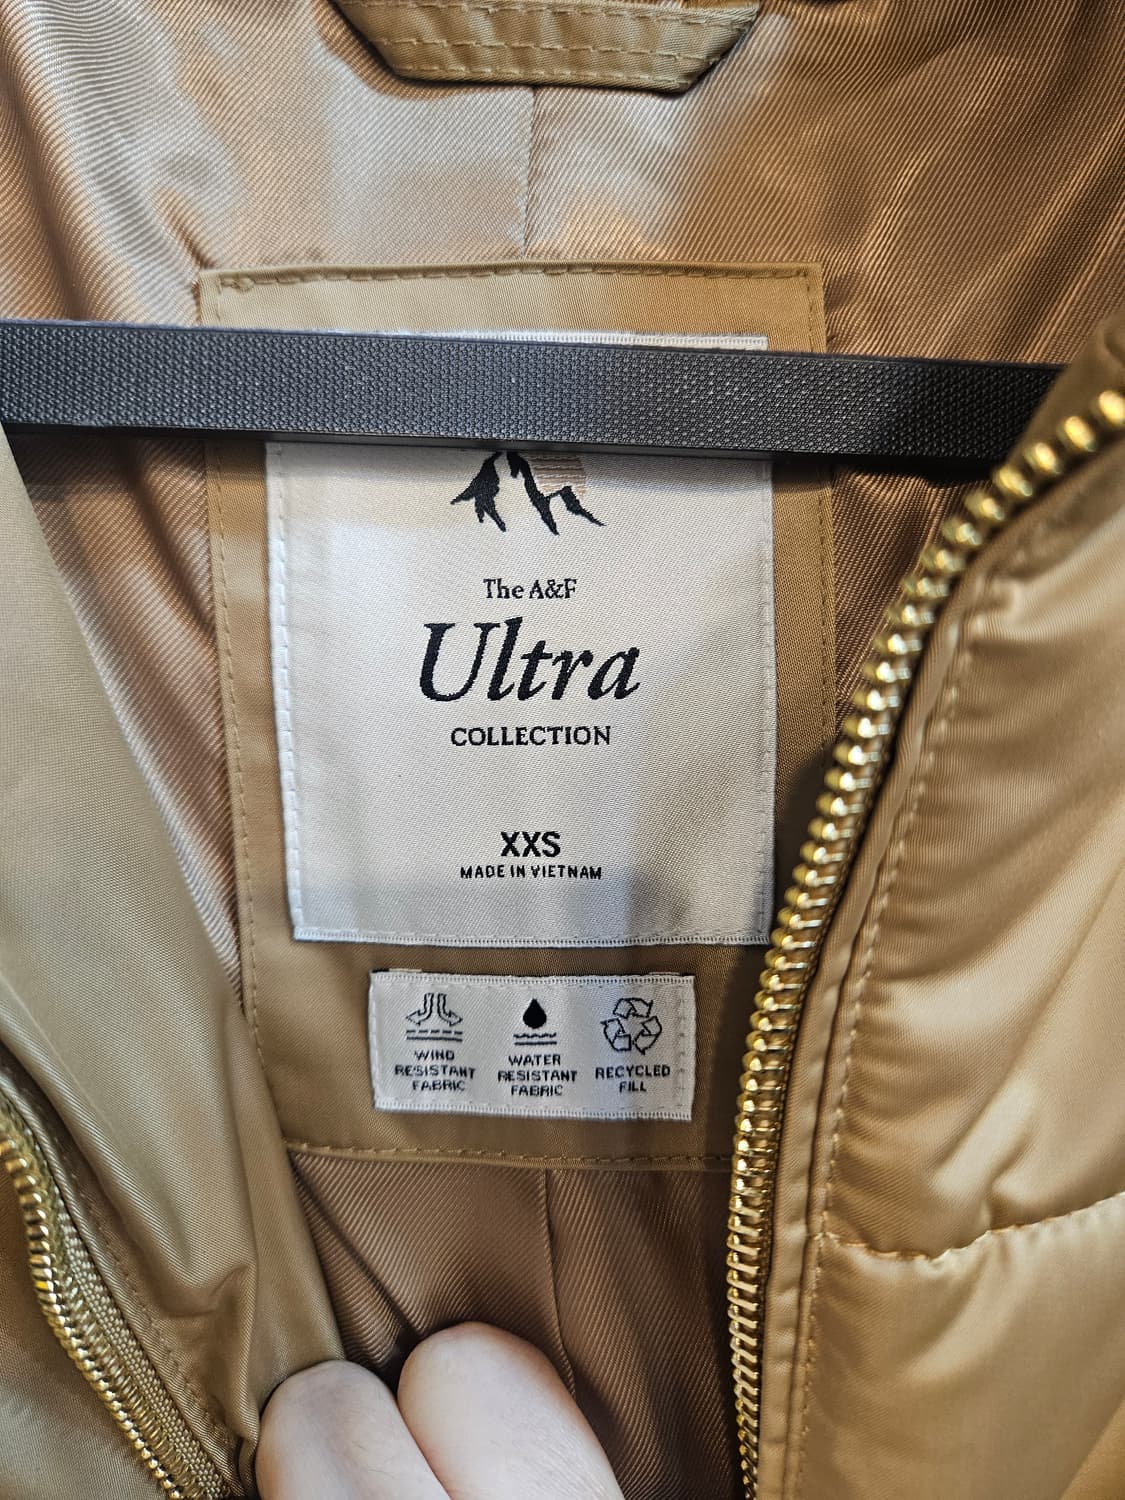 The A&F
Ultra
COLLECTION
XXS
MADE IN VIETNAM
WIND
RESISTANT
FABRIC
WATER
RESISTANT
FABRIC
RECYCLED
FILL